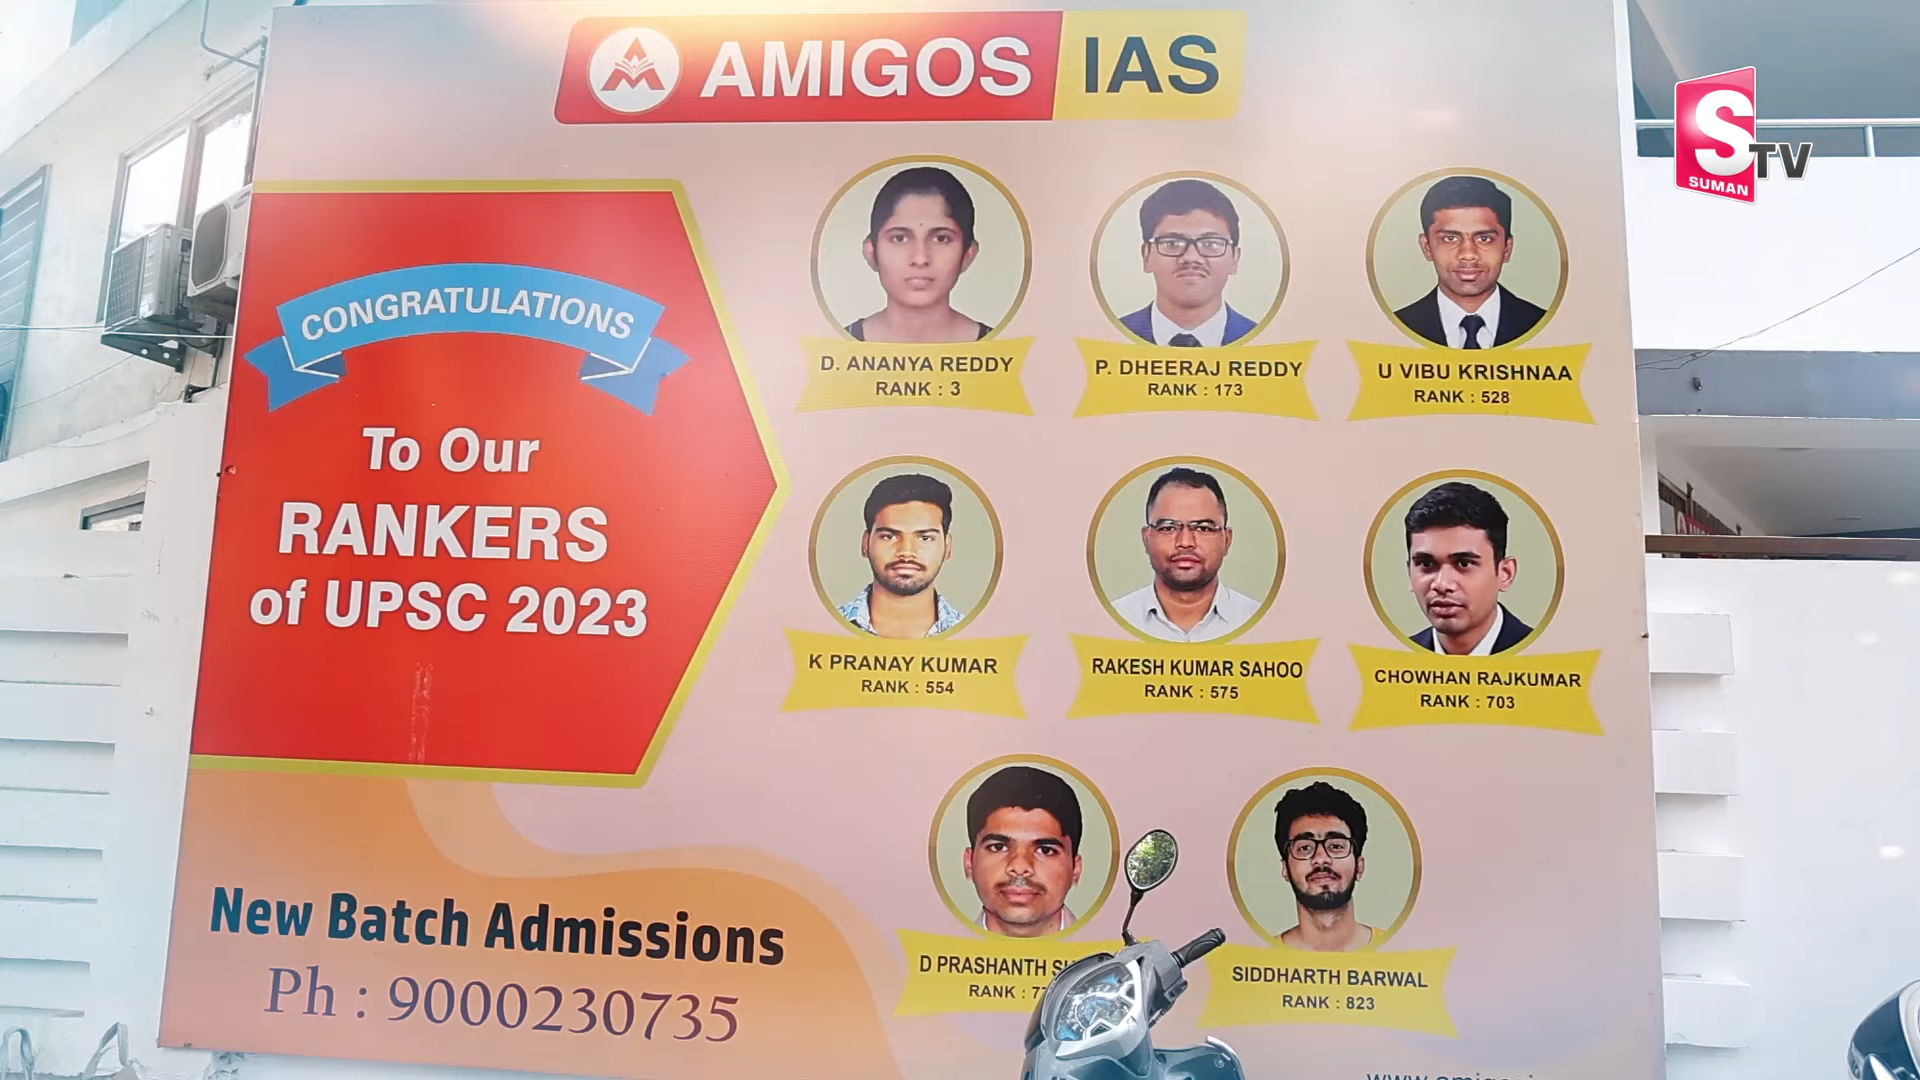 AMIGOS IAS
S TV
SUMAN
CONGRATULATIONS
To Our
RANKERS
of UPSC 2023
D. ANANYA REDDY
RANK : 3
P. DHEERAJ REDDY
RANK : 173
U VIBU KRISHNAA
RANK : 528
K PRANAY KUMAR
RANK : 554
RAKESH KUMAR SAHOO
RANK : 575
CHOWHAN RAJKUMAR
RANK : 703
D PRASHANTH
RANK :
SIDDHARTH BARWAL
RANK : 823
New Batch Admissions
Ph : 9000230735